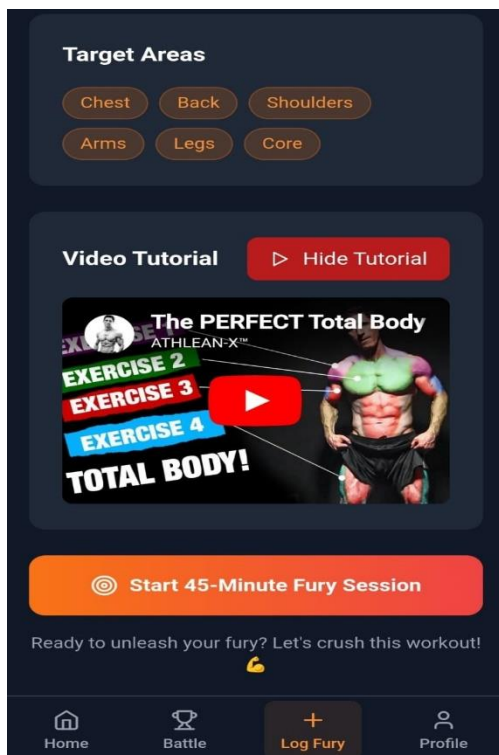 Target Areas
Chest Back Shoulders
Arms Legs Core
Video Tutorial Hide Tutorial
The PERFECT Total Body
ATHLEAN-X™
EXERCISE 2
EXERCISE 3
EXERCISE 4
TOTAL BODY!
Start 45-Minute Fury Session
Ready to unleash your fury? Let's crush this workout!
💪
Home Battle Log Fury Profile